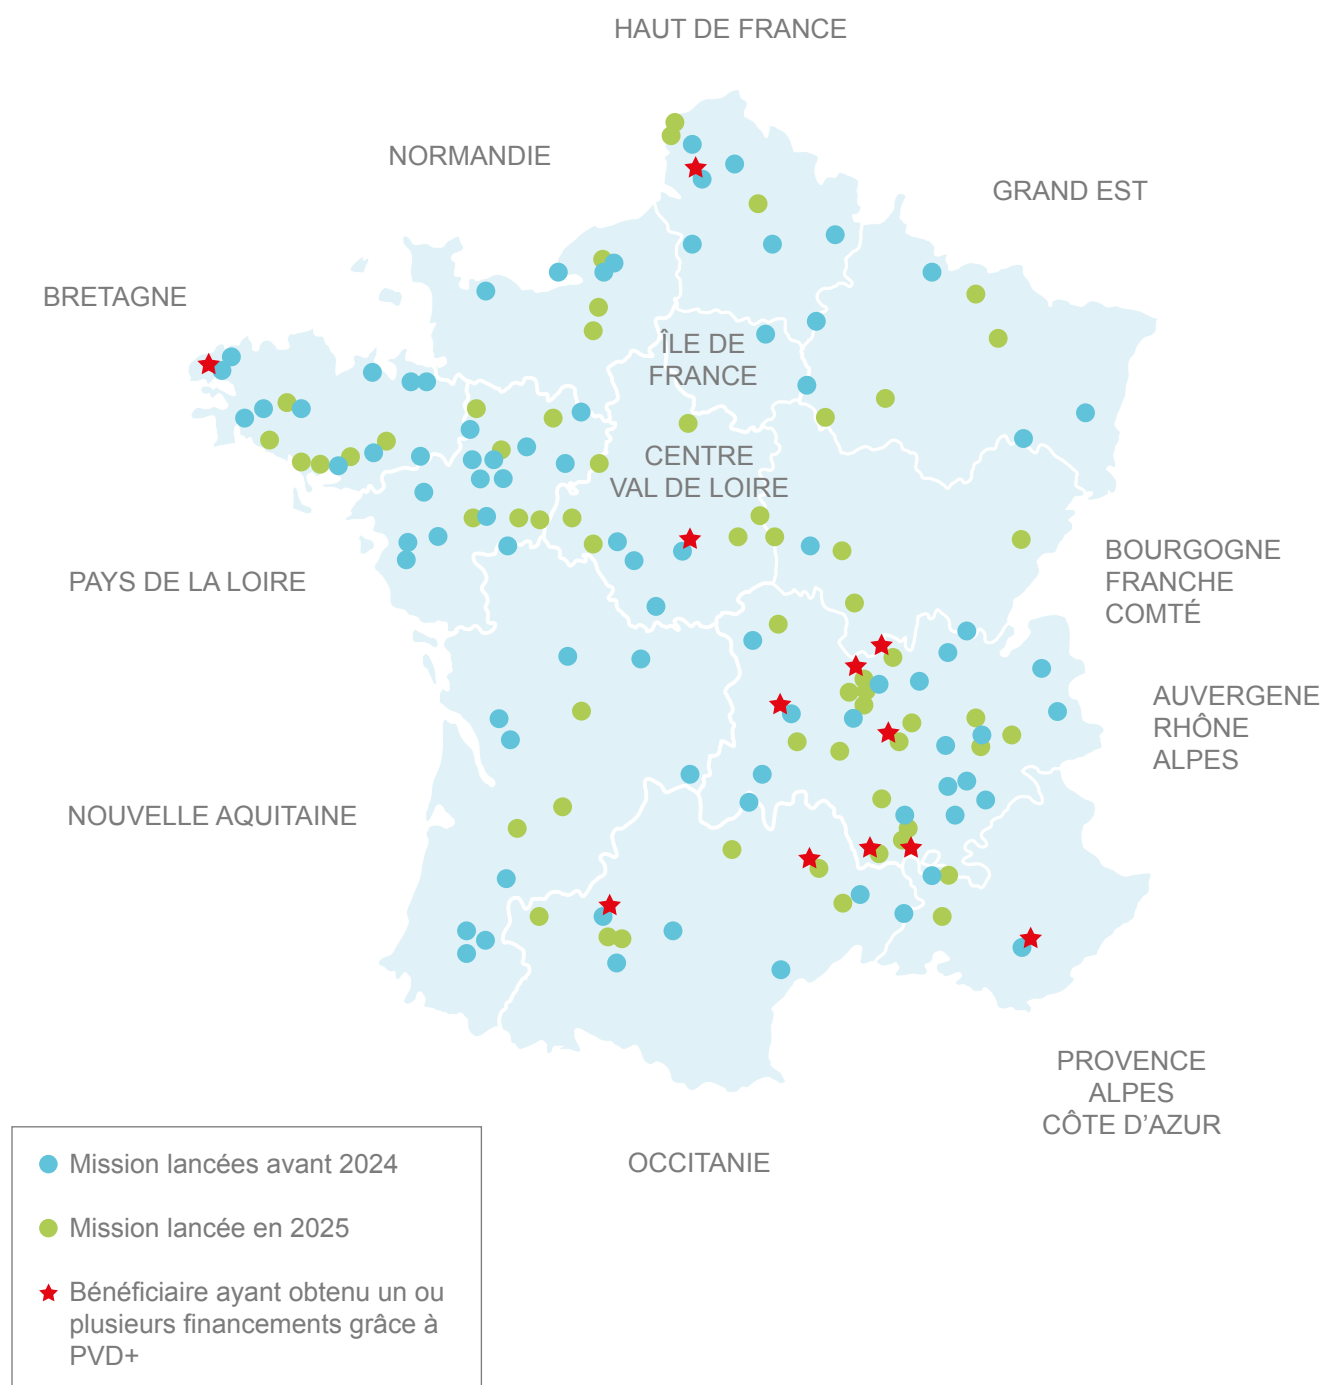 HAUT DE FRANCE
NORMANDIE
GRAND EST
BRETAGNE
ÎLE DE
FRANCE
CENTRE
VAL DE LOIRE
PAYS DE LA LOIRE
BOURGOGNE
FRANCHE
COMTÉ
AUVERGENE
RHÔNE
ALPES
NOUVELLE AQUITAINE
PROVENCE
ALPES
CÔTE D'AZUR
OCCITANIE
Mission lancées avant 2024
Mission lancée en 2025
Bénéficiaire ayant obtenu un ou
plusieurs financements grâce à
PVD+